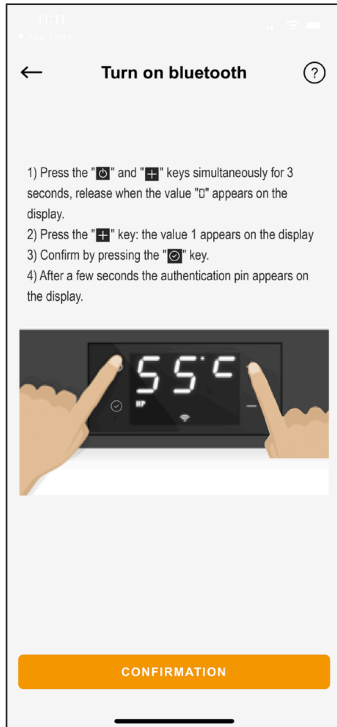 11:11
Turn on bluetooth
1) Press the "⏻" and "+" keys simultaneously for 3
seconds, release when the value "▯" appears on the
display.
2) Press the "+" key: the value 1 appears on the display
3) Confirm by pressing the "✓" key.
4) After a few seconds the authentication pin appears on
the display.
55°C
HP
CONFIRMATION